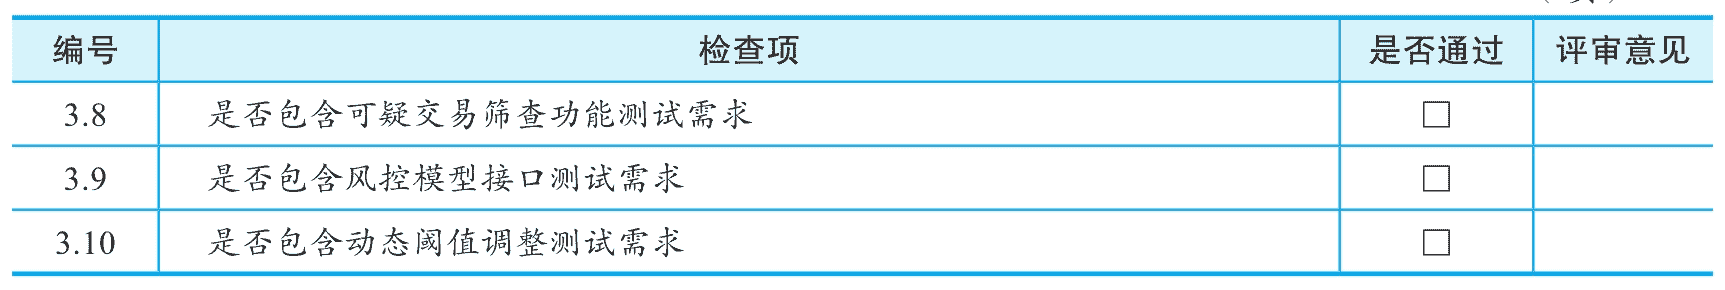 编号 检查项 是否通过 评审意见
3.8 是否包含可疑交易筛查功能测试需求 □
3.9 是否包含风控模型接口测试需求 □
3.10 是否包含动态阈值调整测试需求 □